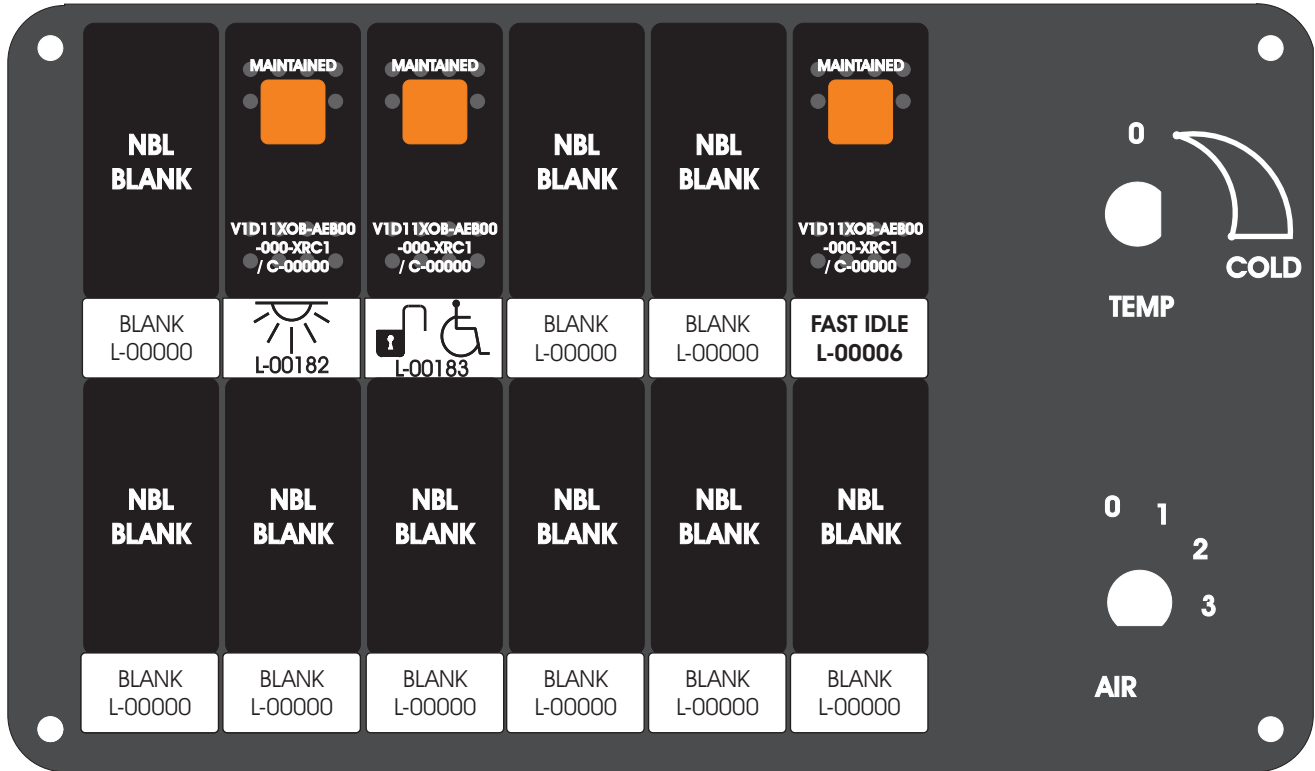 NBL
BLANK
MAINTAINED
V1D11XOB-AEB00
-000-XRC1
/ C-00000
MAINTAINED
V1D11XOB-AEB00
-000-XRC1
/ C-00000
NBL
BLANK
NBL
BLANK
MAINTAINED
V1D11XOB-AEB00
-000-XRC1
/ C-00000
BLANK
L-00000
L-00182
L-00183
BLANK
L-00000
BLANK
L-00000
FAST IDLE
L-00006
0
COLD
TEMP
NBL
BLANK
NBL
BLANK
NBL
BLANK
NBL
BLANK
NBL
BLANK
NBL
BLANK
BLANK
L-00000
BLANK
L-00000
BLANK
L-00000
BLANK
L-00000
BLANK
L-00000
BLANK
L-00000
0
1
2
3
AIR